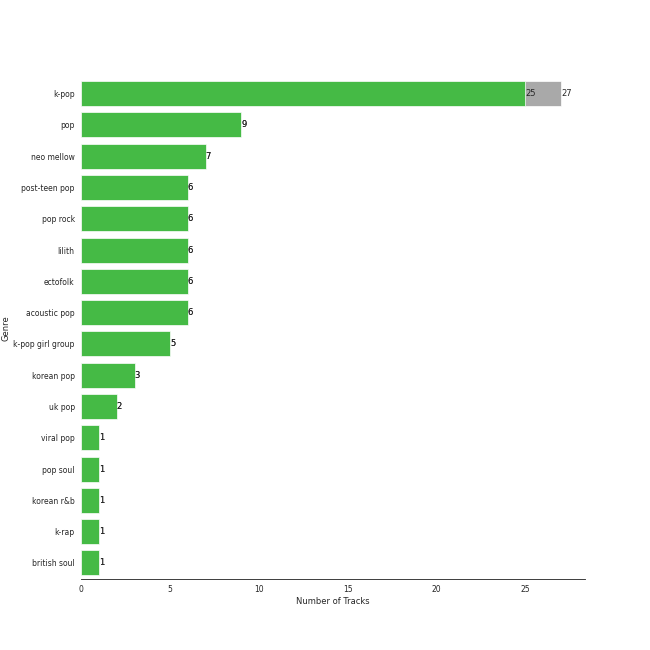 k-pop 25 27
pop 9
neo mellow 7
post-teen pop 6
pop rock 6
lilith 6
ectofolk 6
acoustic pop 6
k-pop girl group 5
korean pop 3
uk pop 2
viral pop 1
pop soul 1
korean r&b 1
k-rap 1
british soul 1
Genre
0 5 10 15 20 25
Number of Tracks